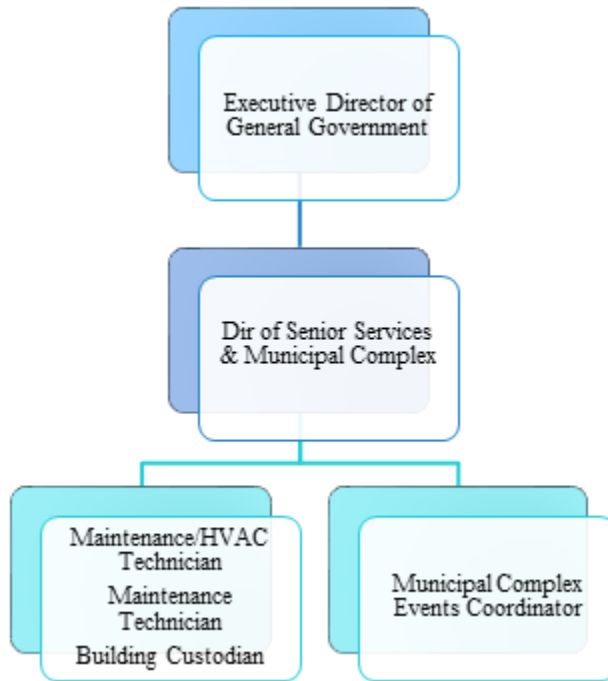 Executive Director of
General Government
Dir of Senior Services
& Municipal Complex
Maintenance/HVAC
Technician
Maintenance
Technician
Building Custodian
Municipal Complex
Events Coordinator